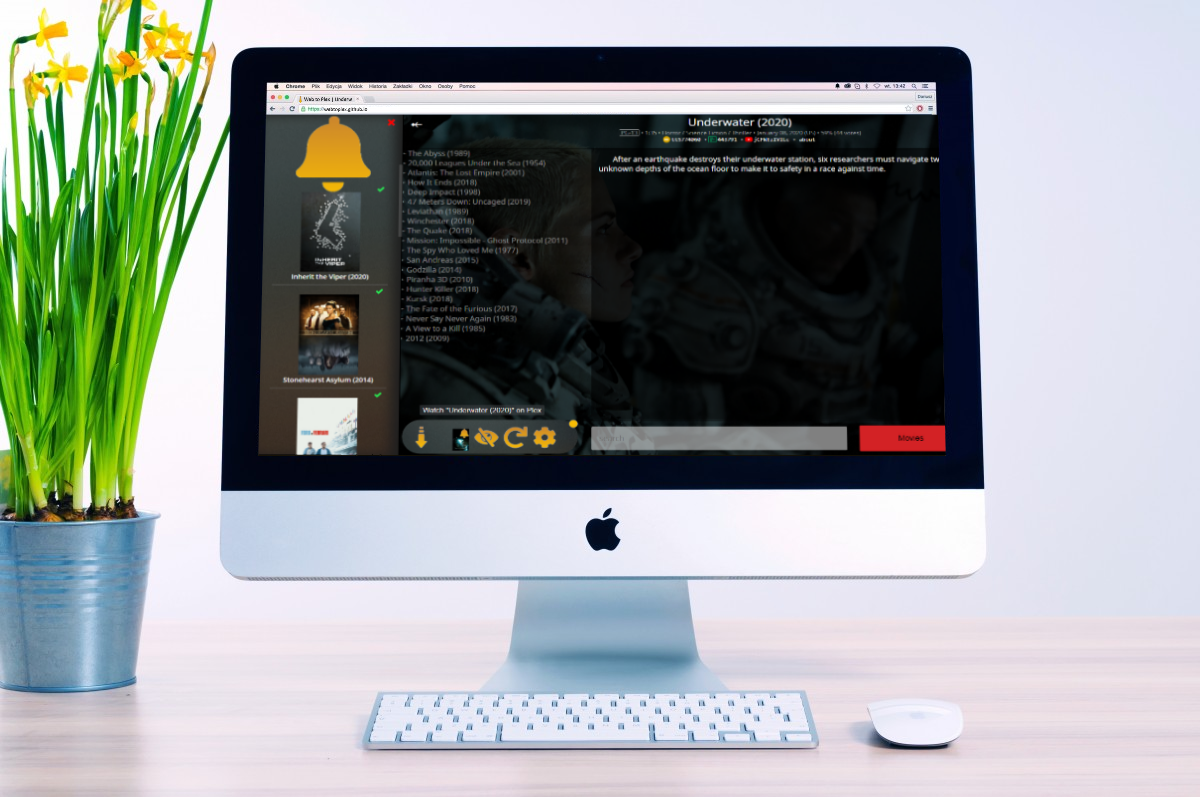 Chrome Plik Edycja Widok Historia Zakładki Okno Osoby Pomoc wt. 13:42
Web to Plex | Underw Dariusz
https://webtoplex.github.io
Underwater (2020)
about
After an earthquake destroys their underwater station, six researchers must navigate tw
unknown depths of the ocean floor to make it to safety in a race against time.
- The Abyss (1989)
- 20,000 Leagues Under the Sea (1954)
- Atlantis: The Lost Empire (2001)
- How It Ends (2018)
- Deep Impact (1998)
- 47 Meters Down: Uncaged (2019)
- Leviathan (1989)
- Winchester (2018)
- The Quake (2018)
- Mission: Impossible - Ghost Protocol (2011)
- The Spy Who Loved Me (1977)
- San Andreas (2015)
- Godzilla (2014)
- Piranha 3D (2010)
- Hunter Killer (2018)
- Kursk (2018)
- The Fate of the Furious (2017)
- Never Say Never Again (1983)
- A View to a Kill (1985)
- 2012 (2009)
INHERIT
THE VIPER
Inherit the Viper (2020)
Stonehearst Asylum (2014)
Watch "Underwater (2020)" on Plex
Movies